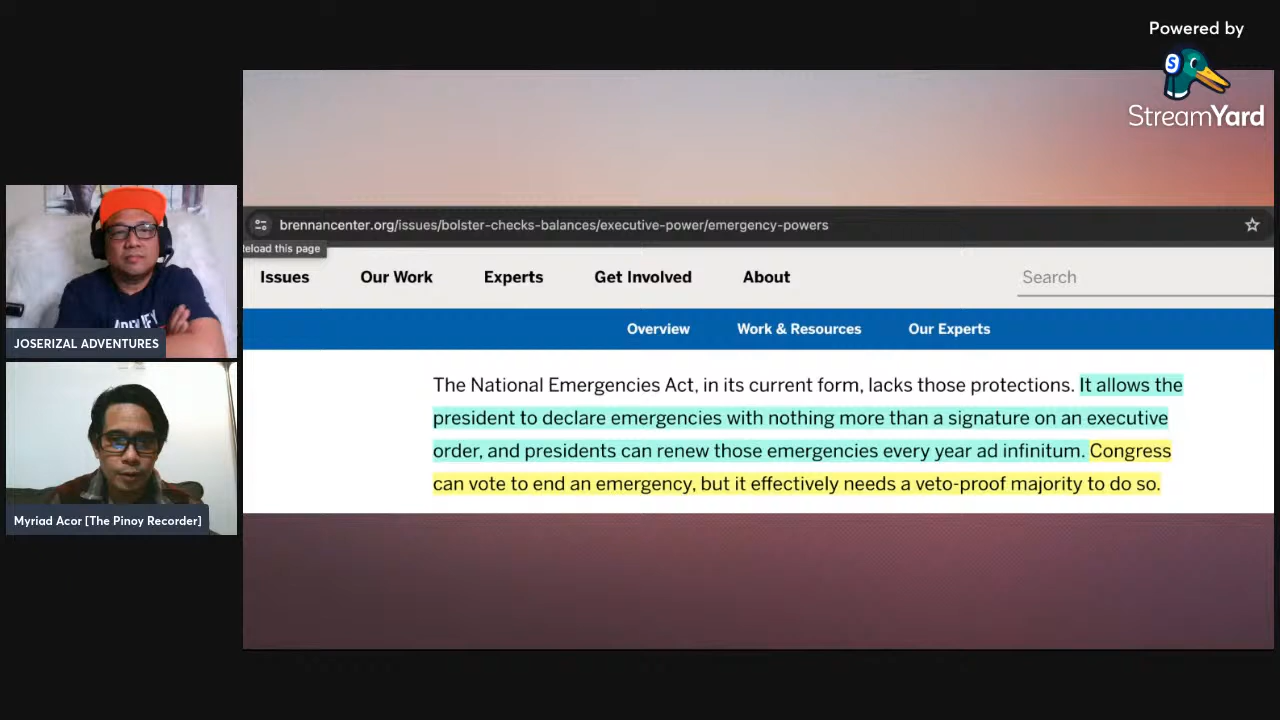 Powered by
StreamYard
brennancenter.org/issues/bolster-checks-balances/executive-power/emergency-powers
eload this page
Issues Our Work Experts Get Involved About Search
Overview Work & Resources Our Experts
The National Emergencies Act, in its current form, lacks those protections. It allows the
president to declare emergencies with nothing more than a signature on an executive
order, and presidents can renew those emergencies every year ad infinitum. Congress
can vote to end an emergency, but it effectively needs a veto-proof majority to do so.
JOSERIZAL ADVENTURES
Myriad Acor [The Pinoy Recorder]